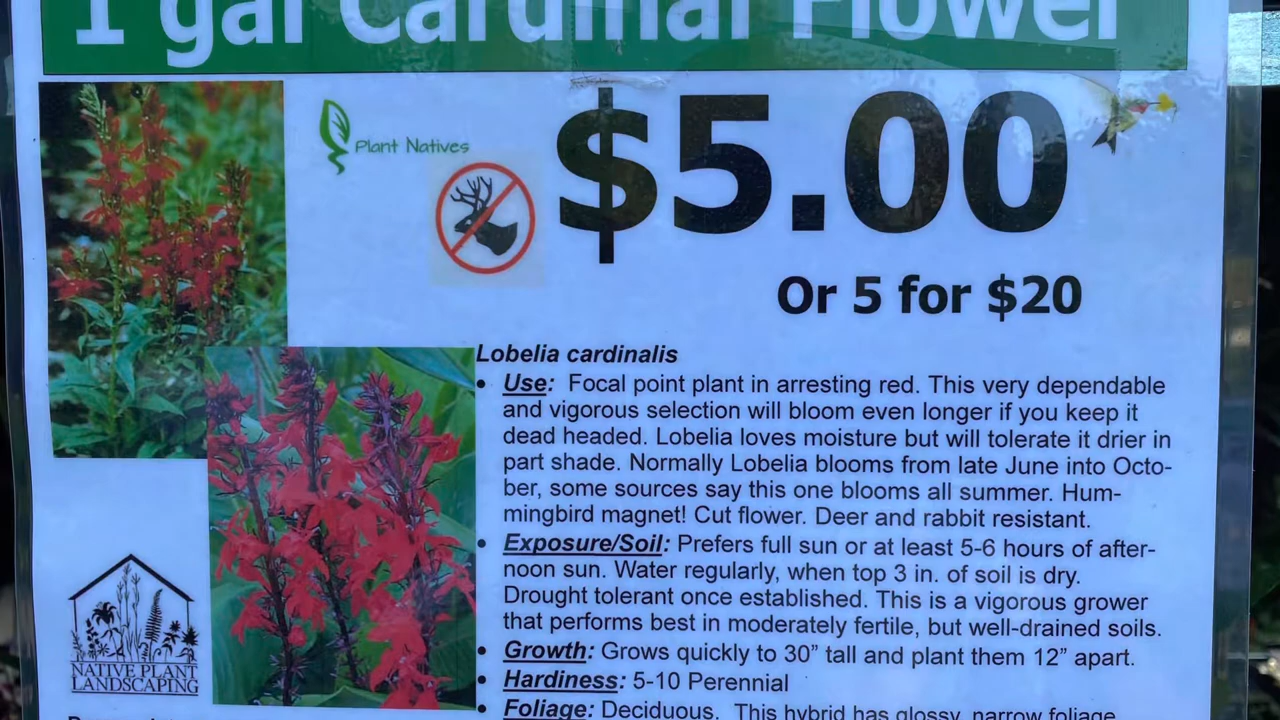 1 gal Cardinal Flower
Plant Natives
$5.00
Or 5 for $20
Lobelia cardinalis
• Use: Focal point plant in arresting red. This very dependable
and vigorous selection will bloom even longer if you keep it
dead headed. Lobelia loves moisture but will tolerate it drier in
part shade. Normally Lobelia blooms from late June into Octo-
ber, some sources say this one blooms all summer. Hum-
mingbird magnet! Cut flower. Deer and rabbit resistant.
• Exposure/Soil: Prefers full sun or at least 5-6 hours of after-
noon sun. Water regularly, when top 3 in. of soil is dry.
Drought tolerant once established. This is a vigorous grower
that performs best in moderately fertile, but well-drained soils.
• Growth: Grows quickly to 30” tall and plant them 12” apart.
• Hardiness: 5-10 Perennial
• Foliage: Deciduous. This hybrid has glossy, narrow foliage
NATIVE PLANT
LANDSCAPING